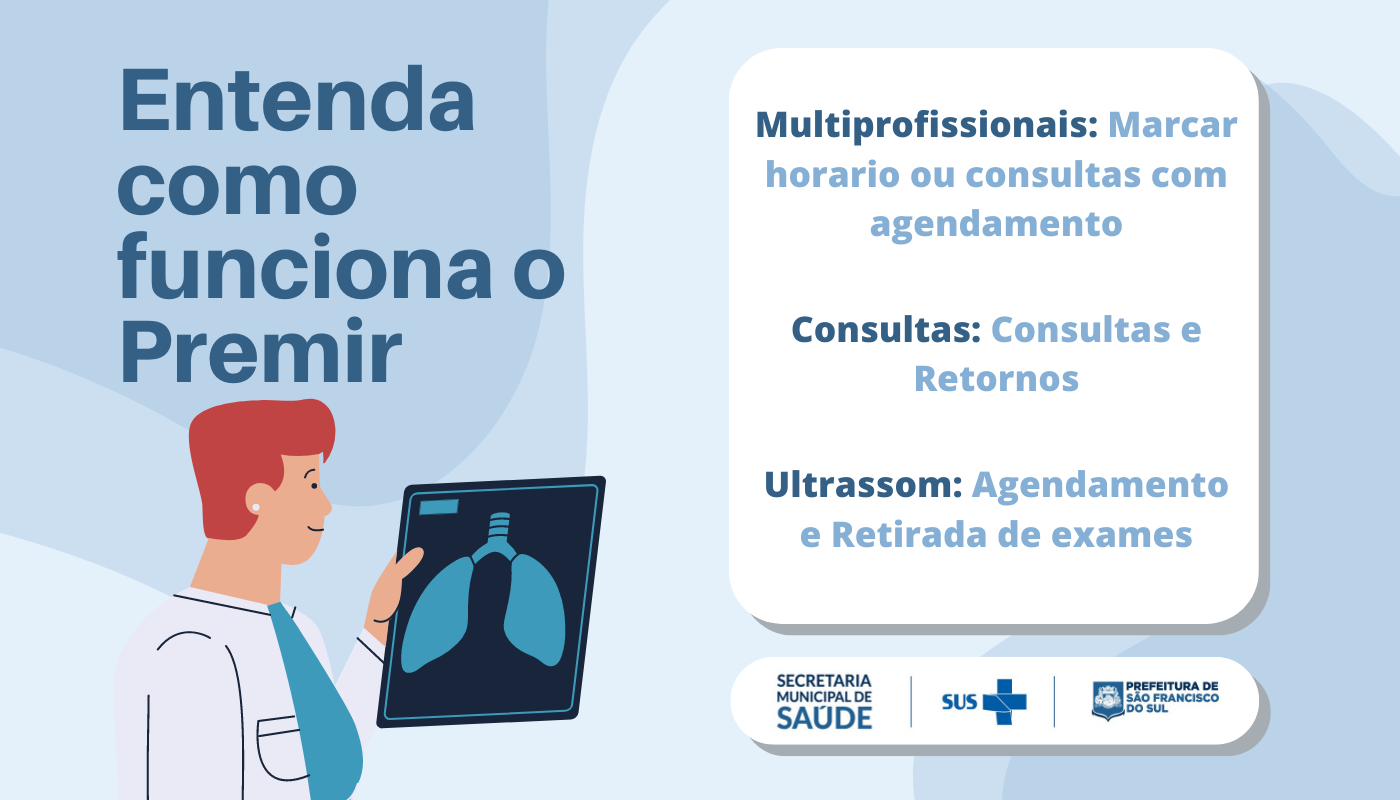 Entenda
como
funciona o
Premir
Multiprofissionais: Marcar
horario ou consultas com
agendamento
Consultas: Consultas e
Retornos
Ultrassom: Agendamento
e Retirada de exames
SECRETARIA
MUNICIPAL DE
SAÚDE
SUS
PREFEITURA DE
SÃO FRANCISCO
DO SUL